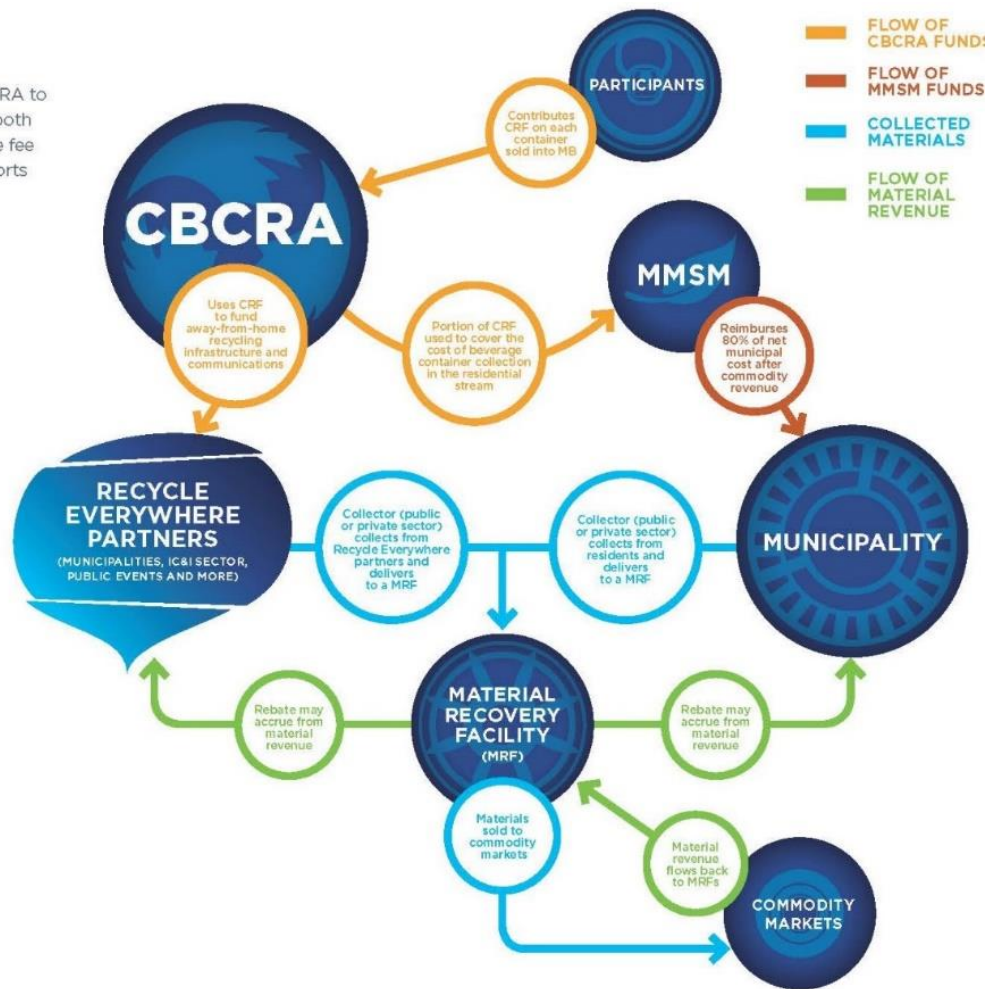 RA to
both
e fee
orts
FLOW OF
CBCRA FUNDS
FLOW OF
MMSM FUNDS
COLLECTED
MATERIALS
FLOW OF
MATERIAL
REVENUE
PARTICIPANTS
Contributes
CRF on each
container
sold into MB
CBCRA
MMSM
Uses CRF
to fund
away-from-home
recycling
infrastructure and
communications
Portion of CRF
used to cover the
cost of beverage
container collection
in the residential
stream
Reimburses
80% of net
municipal
cost after
commodity
revenue
RECYCLE
EVERYWHERE
PARTNERS
(MUNICIPALITIES, IC&I SECTOR,
PUBLIC EVENTS AND MORE)
Collector (public
or private sector)
collects from
Recycle Everywhere
partners and
delivers
to a MRF
Collector (public
or private sector)
collects from
residents and
delivers
to a MRF
MUNICIPALITY
Rebate may
accrue from
material
revenue
MATERIAL
RECOVERY
FACILITY
(MRF)
Rebate may
accrue from
material
revenue
Materials
sold to
commodity
markets
Material
revenue
flows back
to MRFs
COMMODITY
MARKETS